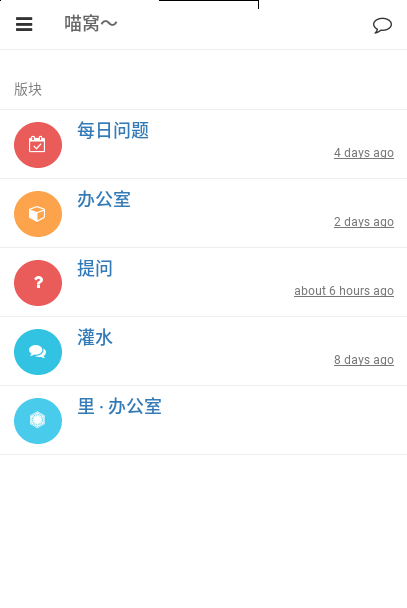 喵窝～
版块
每日问题
4 days ago
办公室
2 days ago
提问
about 6 hours ago
灌水
8 days ago
里 · 办公室